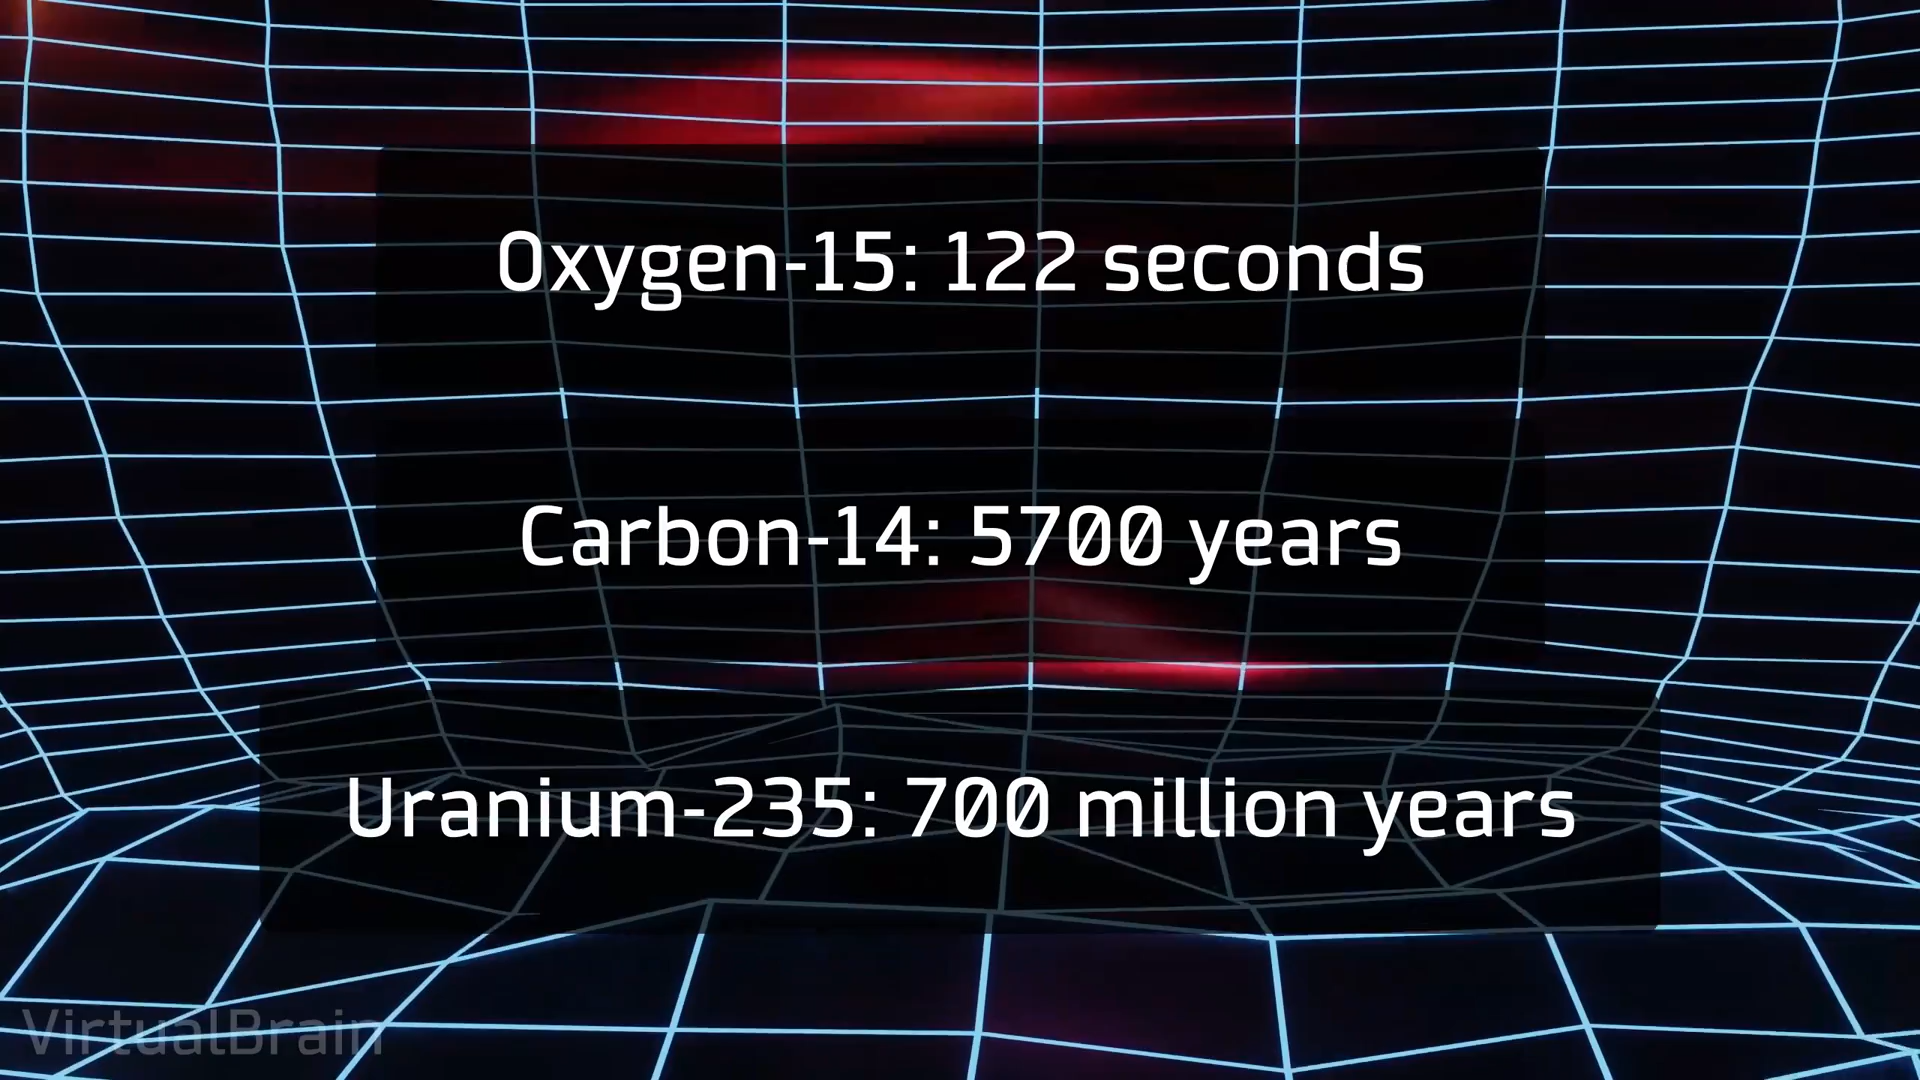 Oxygen-15: 122 seconds
Carbon-14: 5700 years
Uranium-235: 700 million years
VirtualBrain